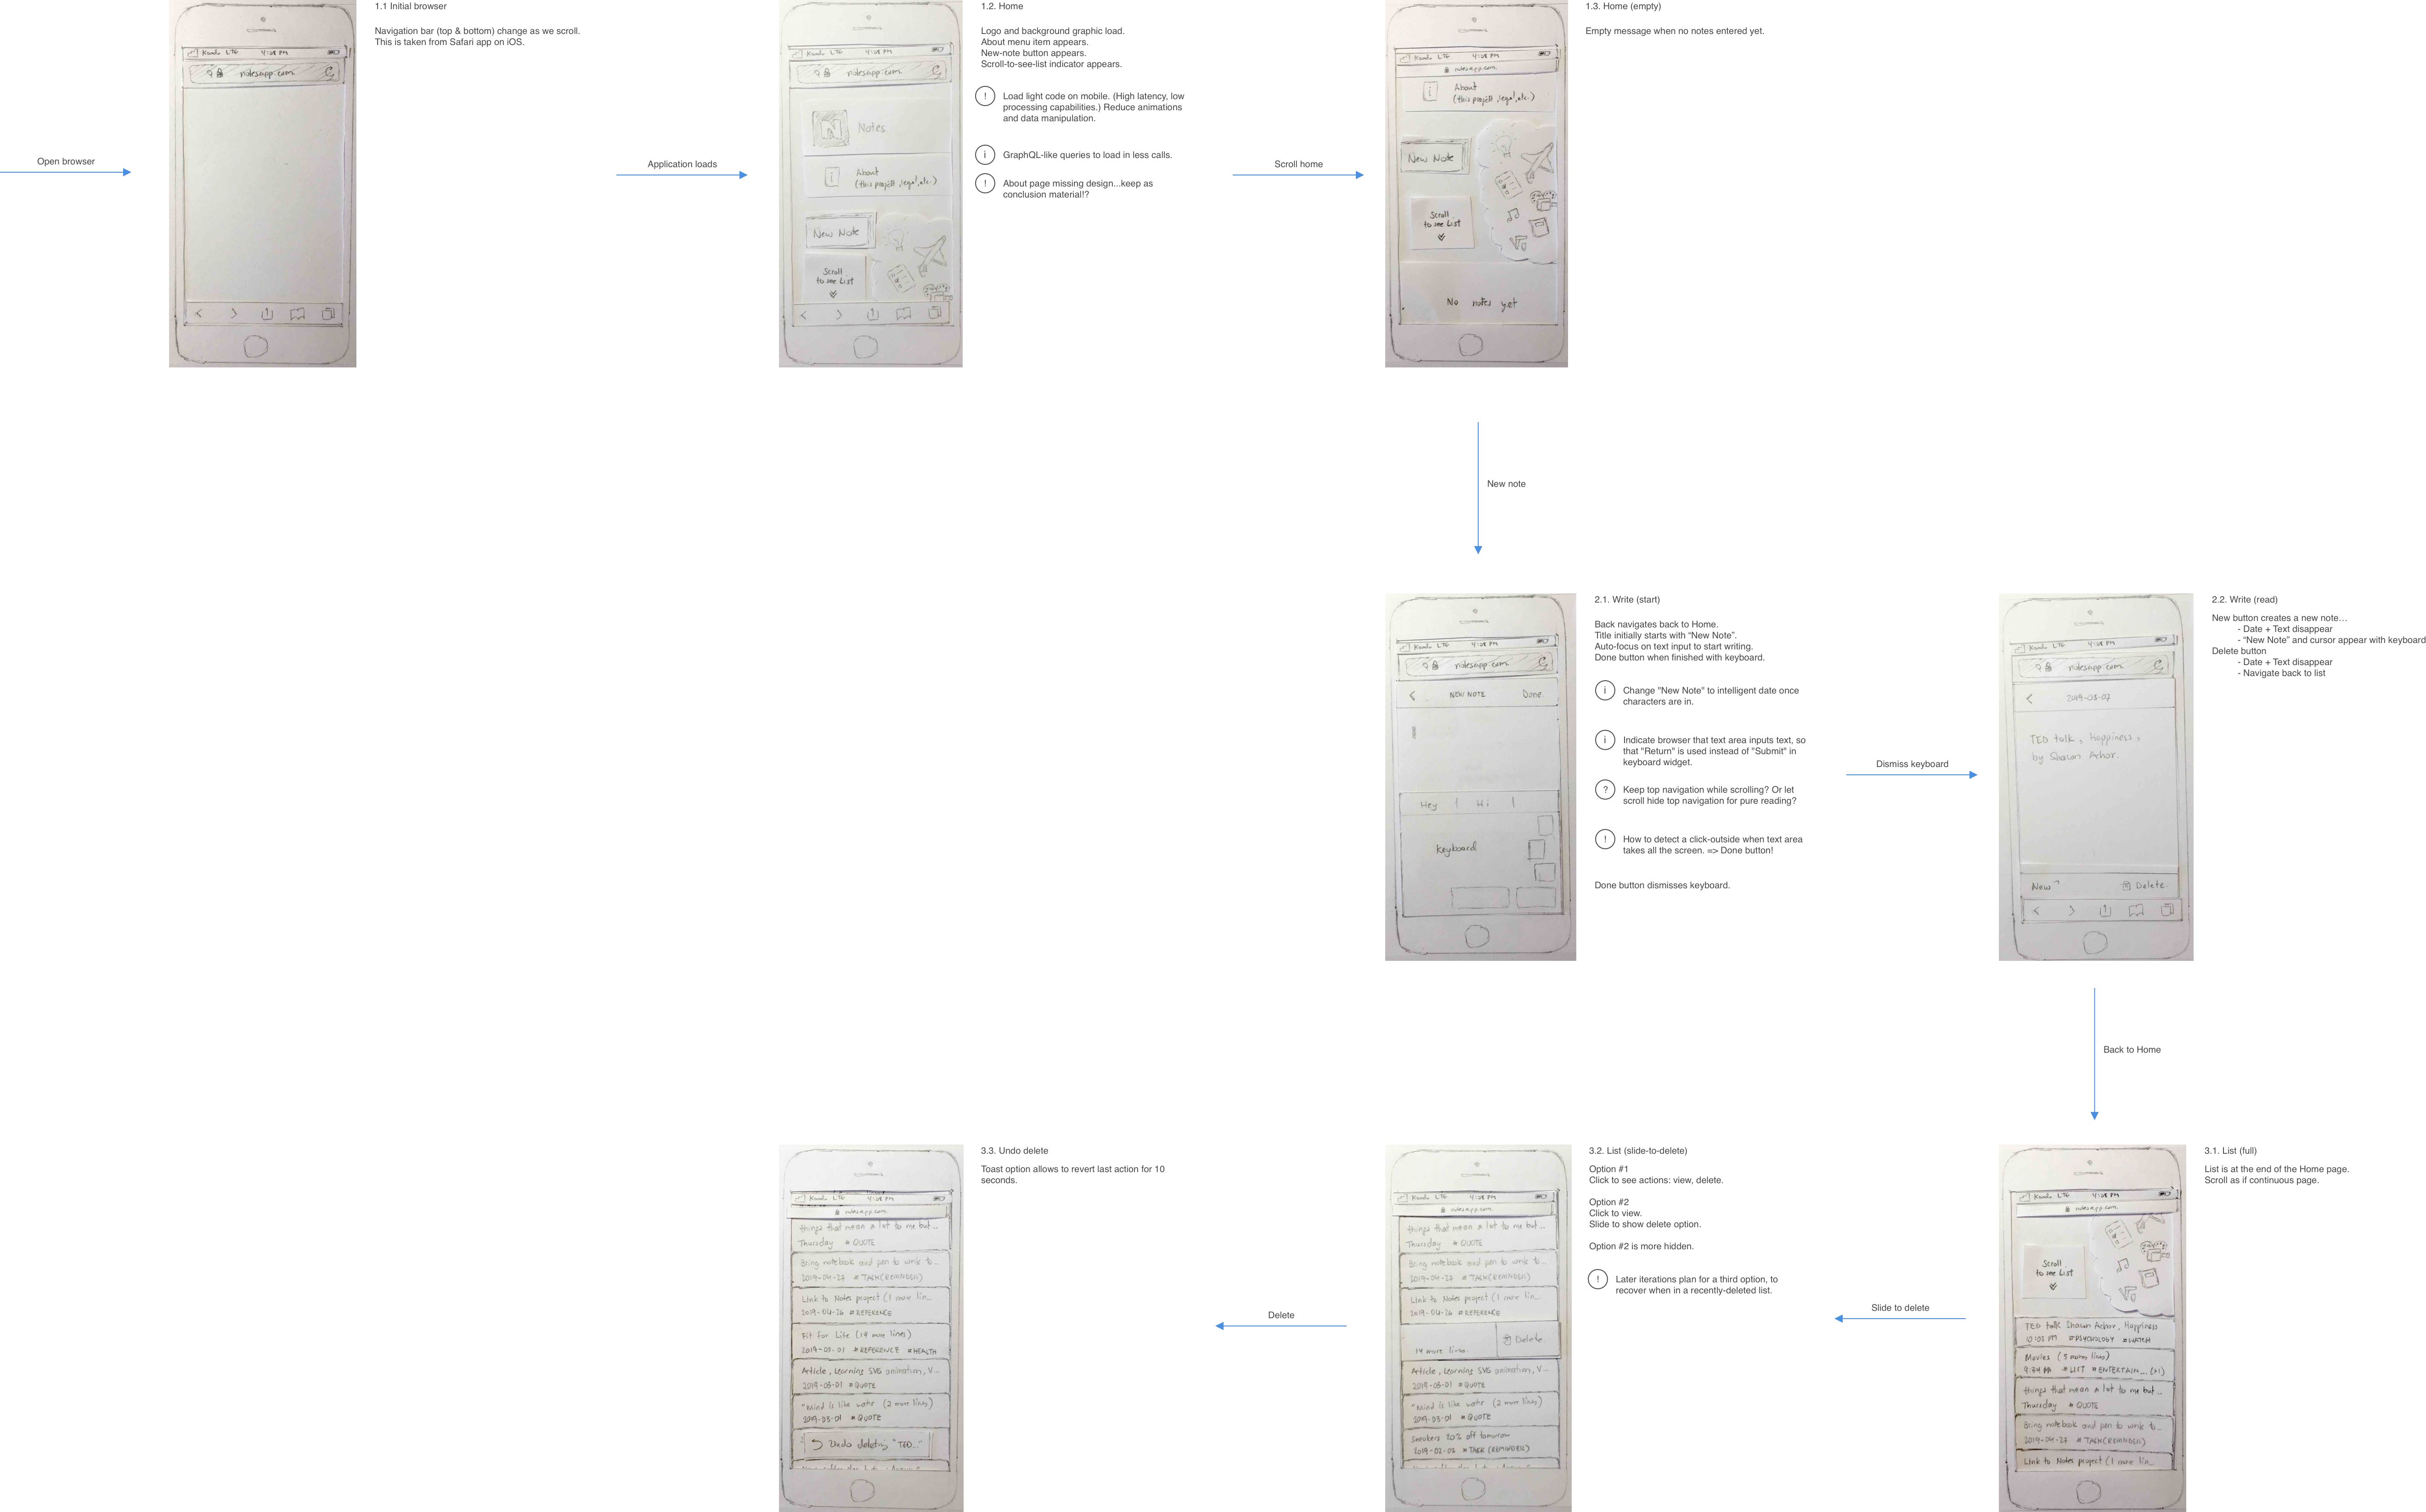 1.1 Initial browser
Navigation bar (top & bottom) change as we scroll.
This is taken from Safari app on iOS.
Open browser
LTE 4:08 PM
notesapp.com
Application loads
1.2. Home
Logo and background graphic load.
About menu item appears.
New-note button appears.
Scroll-to-see-list indicator appears.
! Load light code on mobile. (High latency, low
processing capabilities.) Reduce animations
and data manipulation.
i GraphQL-like queries to load in less calls.
! About page missing design...keep as
conclusion material!?
LTE 4:08 PM
notesapp.com
N Notes
i About
(this project, legal, etc.)
New Note
Scroll
to see List
Scroll home
1.3. Home (empty)
Empty message when no notes entered yet.
LTE 4:08 PM
notesapp.com
i About
(this project, legal, etc.)
New Note
Scroll
to see List
No notes yet
New note
2.1. Write (start)
Back navigates back to Home.
Title initially starts with “New Note”.
Auto-focus on text input to start writing.
Done button when finished with keyboard.
i Change "New Note" to intelligent date once
characters are in.
i Indicate browser that text area inputs text, so
that "Return" is used instead of "Submit" in
keyboard widget.
? Keep top navigation while scrolling? Or let
scroll hide top navigation for pure reading?
! How to detect a click-outside when text area
takes all the screen. => Done button!
Done button dismisses keyboard.
LTE 4:08 PM
notesapp.com
< NEW NOTE Done
Hey | Hi |
Keyboard
Dismiss keyboard
2.2. Write (read)
New button creates a new note…
- Date + Text disappear
- “New Note” and cursor appear with keyboard
Delete button
- Date + Text disappear
- Navigate back to list
LTE 4:08 PM
notesapp.com
< 2019-03-07
TED talk, Happiness,
by Shawn Achor.
New Delete
Back to Home
3.1. List (full)
List is at the end of the Home page.
Scroll as if continuous page.
LTE 4:08 PM
notesapp.com
Scroll
to see List
TED talk Shawn Achor, Happiness
10:05 PM #PSYCHOLOGY #WATCH
Movies (5 more lines)
9:34 PM #LIST #ENTERTAIN... (+1)
things that mean a lot to me but...
Thursday #QUOTE
Bring notebook and pen to work to...
2019-04-27 #TASK (REMINDER)
Link to Notes project (1 more lin...
Slide to delete
3.2. List (slide-to-delete)
Option #1
Click to see actions: view, delete.
Option #2
Click to view.
Slide to show delete option.
Option #2 is more hidden.
! Later iterations plan for a third option, to
recover when in a recently-deleted list.
LTE 4:08 PM
notesapp.com
things that mean a lot to me but...
Thursday #QUOTE
Bring notebook and pen to work to...
2019-04-27 #TASK (REMINDER)
Link to Notes project (1 more lin...
2019-04-26 #REFERENCE
14 more lines) Delete
Article, Learning SVG animation, V...
2019-03-01 #QUOTE
"Mind is like water (2 more lines)
2019-03-01 #QUOTE
Sneakers 20% off tomorrow
2019-02-02 #TASK (REMINDER)
Delete
3.3. Undo delete
Toast option allows to revert last action for 10
seconds.
LTE 4:08 PM
notesapp.com
things that mean a lot to me but...
Thursday #QUOTE
Bring notebook and pen to work to...
2019-04-27 #TASK (REMINDER)
Link to Notes project (1 more lin...
2019-04-26 #REFERENCE
Fit for Life (14 more lines)
2019-03-01 #REFERENCE #HEALTH
Article, Learning SVG animation, V...
2019-03-01 #QUOTE
"Mind is like water (2 more lines)
2019-03-01 #QUOTE
Undo deleting "TED..."